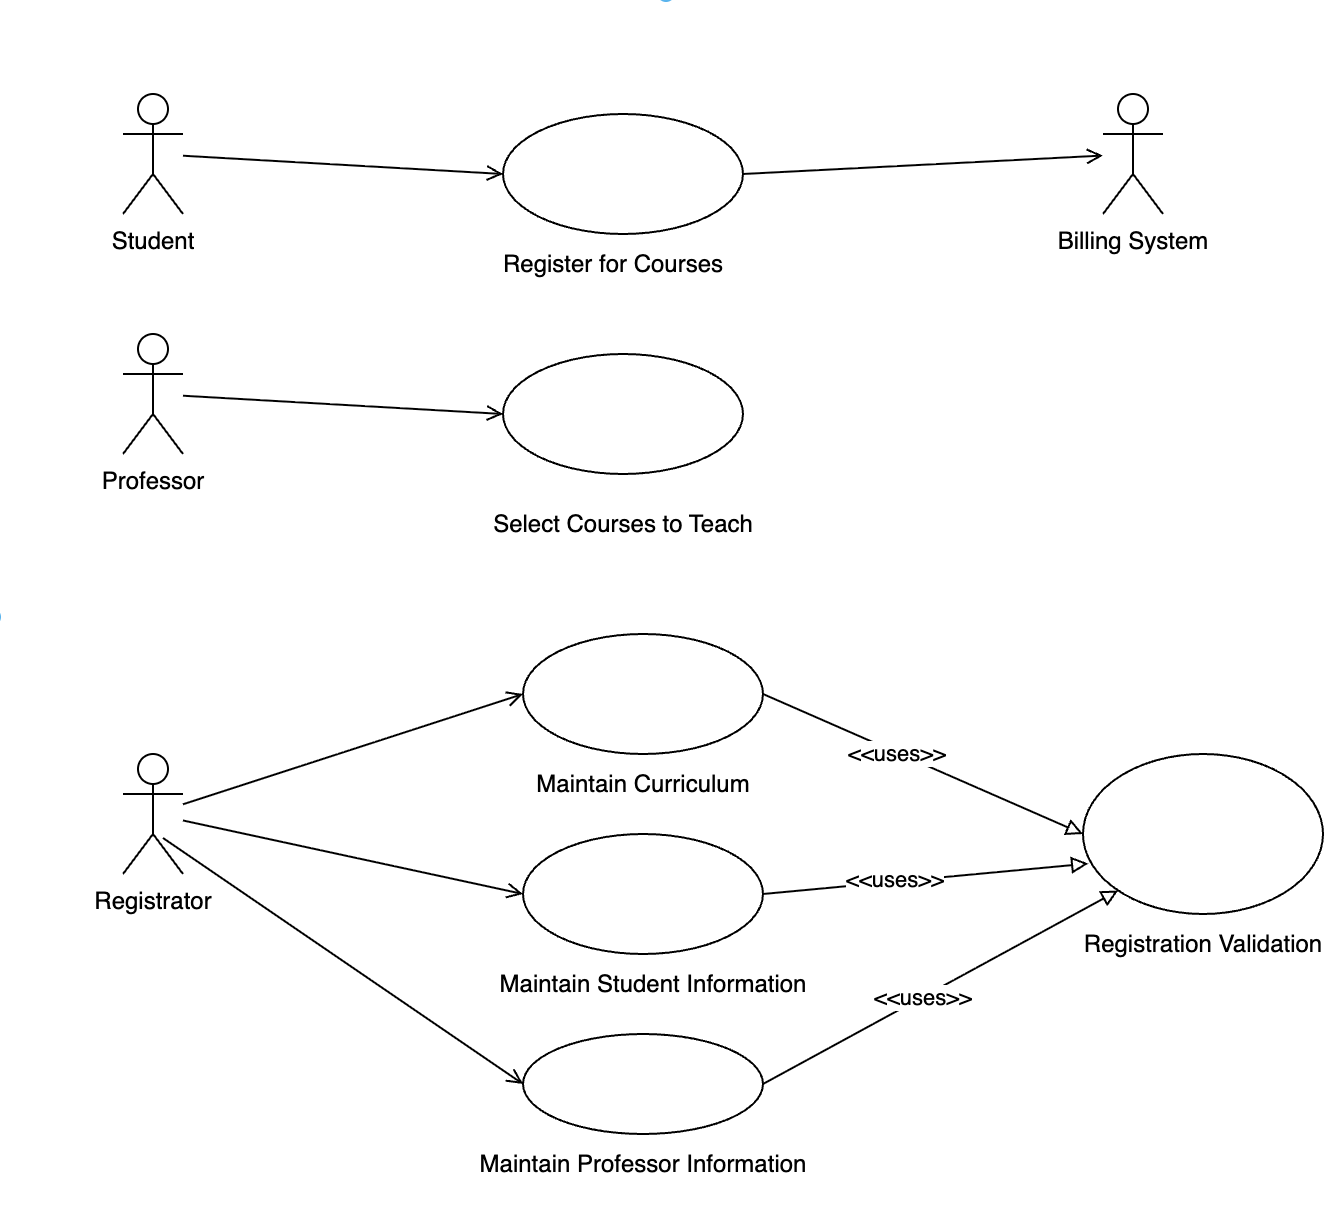 Student
Register for Courses
Billing System
Professor
Select Courses to Teach
Registrator
Maintain Curriculum
<<uses>>
Maintain Student Information
<<uses>>
Registration Validation
<<uses>>
Maintain Professor Information